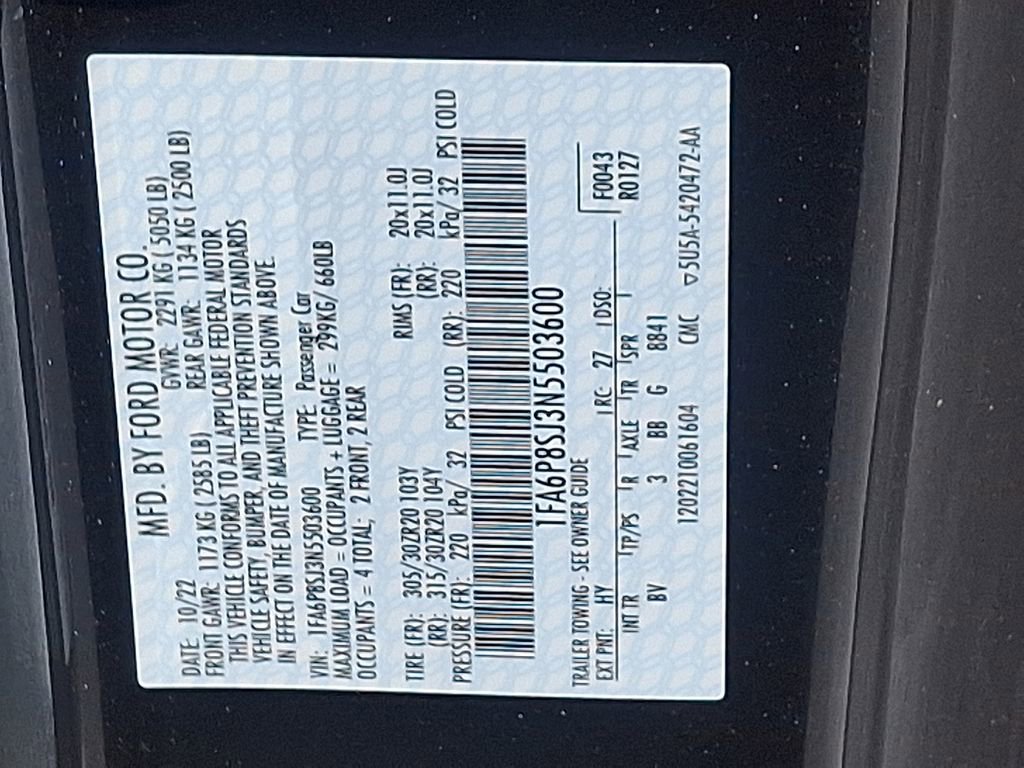 MFD. BY FORD MOTOR CO.
DATE: 10/22 GVWR: 2291 KG ( 5050 LB)
FRONT GAWR: 1173 KG ( 2585 LB) REAR GAWR: 1134 KG ( 2500 LB)
THIS VEHICLE CONFORMS TO ALL APPLICABLE FEDERAL MOTOR
VEHICLE SAFETY, BUMPER, AND THEFT PREVENTION STANDARDS
IN EFFECT ON THE DATE OF MANUFACTURE SHOWN ABOVE.
VIN: 1FA6P8SJ3N5503600 TYPE: Passenger Car
MAXIMUM LOAD = OCCUPANTS + LUGGAGE = 299KG/ 660LB
OCCUPANTS = 4 TOTAL; 2 FRONT, 2 REAR
TIRE (FR): 305/30ZR20 103Y RIMS (FR): 20x11.0J
(RR): 315/30ZR20 104Y (RR): 20x11.0J
PRESSURE (FR): 220 kPa/ 32 PSI COLD (RR): 220 kPa/ 32 PSI COLD
1FA6P8SJ3N5503600
TRAILER TOWING - SEE OWNER GUIDE
EXT PNT: HY RC: 27 DSO: F0043
INT TR TP/PS R AXLE TR SPR R0127
BV 3 BB G 8841
120221006 1604 CMC ▽5U5A-5420472-AA